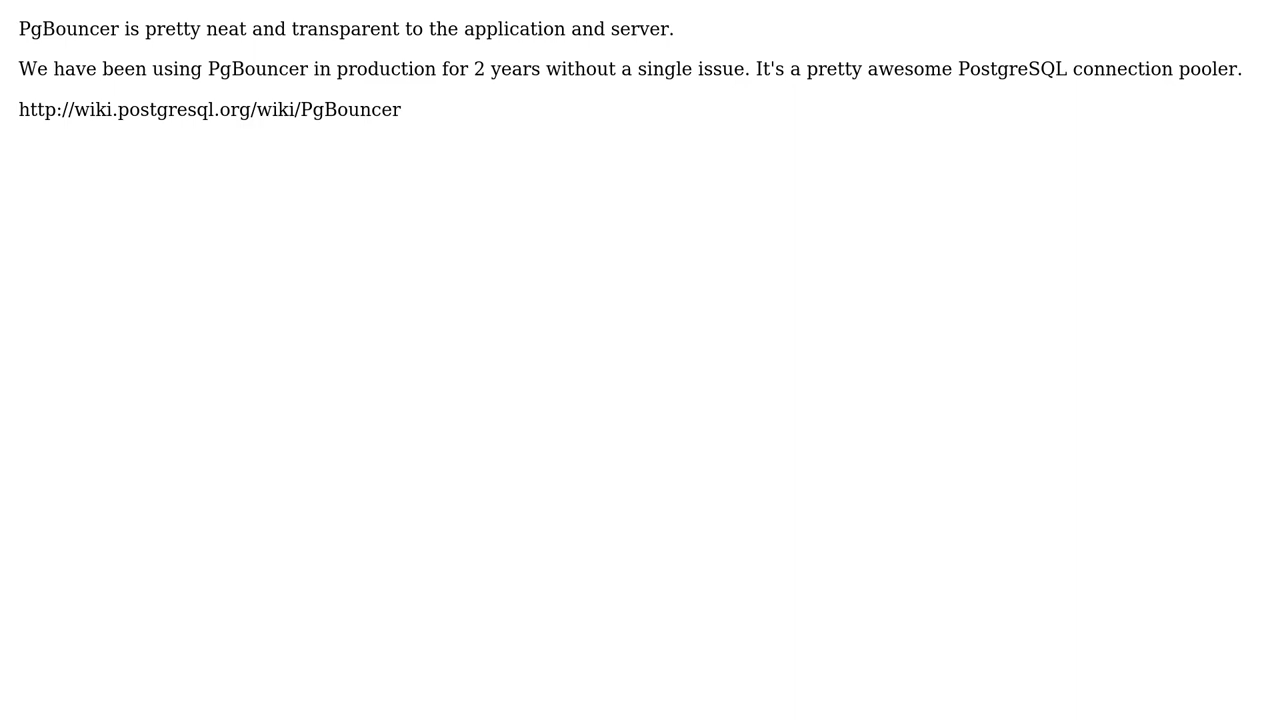 PgBouncer is pretty neat and transparent to the application and server.
We have been using PgBouncer in production for 2 years without a single issue. It's a pretty awesome PostgreSQL connection pooler.
http://wiki.postgresql.org/wiki/PgBouncer